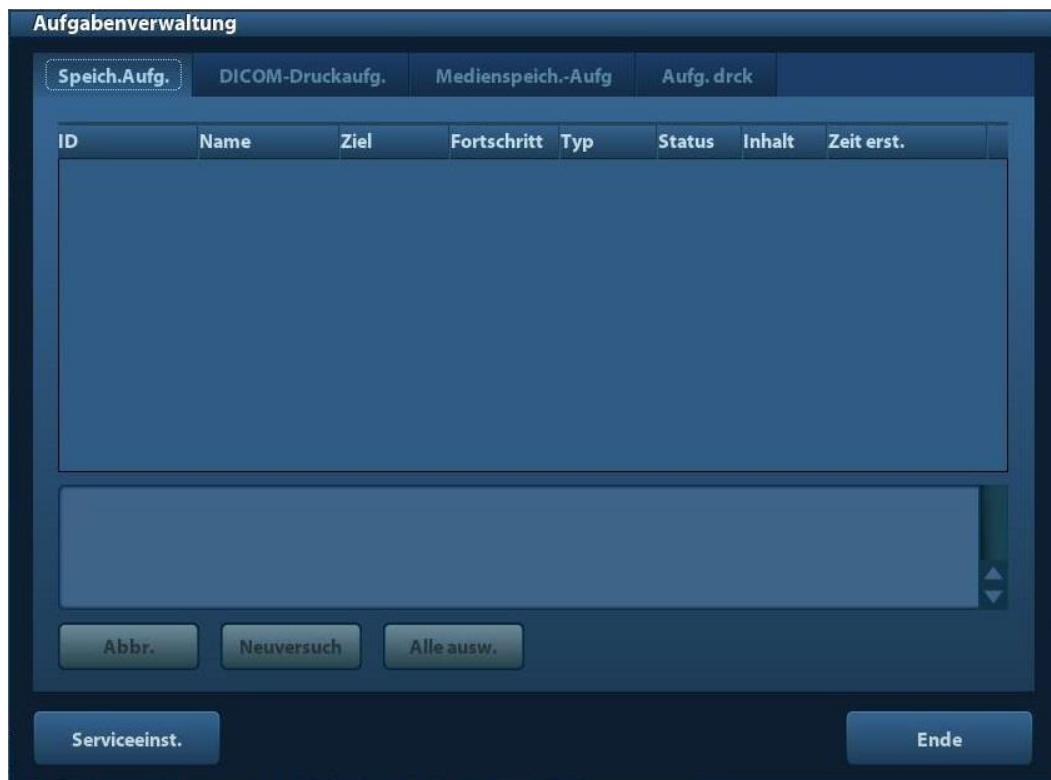 Aufgabenverwaltung
Speich.Aufg. DICOM-Druckaufg. Medienspeich.-Aufg Aufg. drck
ID Name Ziel Fortschritt Typ Status Inhalt Zeit erst.
Abbr. Neuversuch Alle ausw.
Serviceeinst. Ende